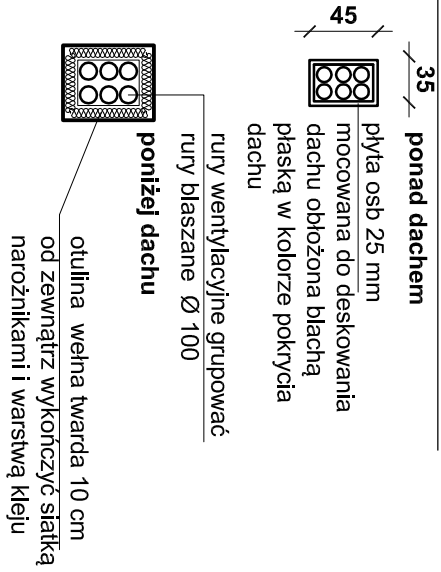 45
35
ponad dachem
płyta osb 25 mm
mocowana do deskowania
dachu obłożona blachą
płaską w kolorze pokrycia
dachu
rury wentylacyjne grupować
rury blaszane Ø 100
poniżej dachu
otulina wełna twarda 10 cm
od zewnątrz wykończyć siatką
narożnikami i warstwą kleju